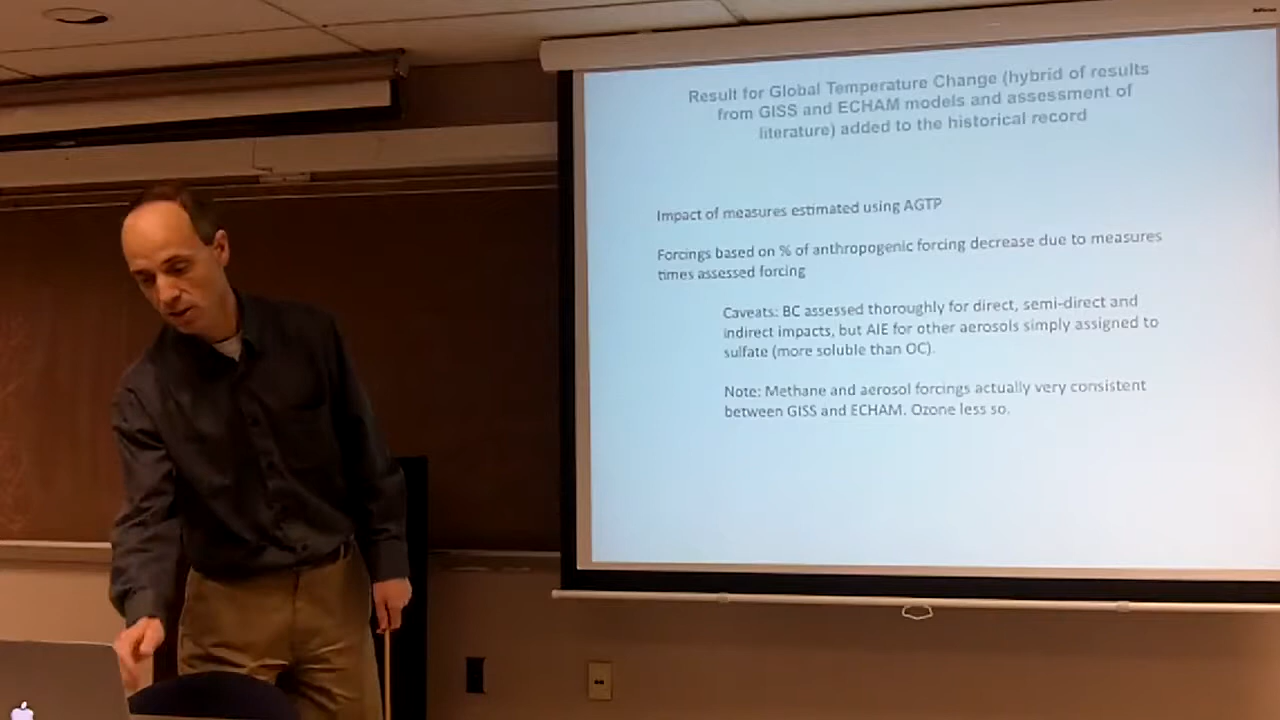 Result for Global Temperature Change (hybrid of results
from GISS and ECHAM models and assessment of
literature) added to the historical record
Impact of measures estimated using AGTP
Forcings based on % of anthropogenic forcing decrease due to measures
times assessed forcing
Caveats: BC assessed thoroughly for direct, semi-direct and
indirect impacts, but AIE for other aerosols simply assigned to
sulfate (more soluble than OC).
Note: Methane and aerosol forcings actually very consistent
between GISS and ECHAM. Ozone less so.